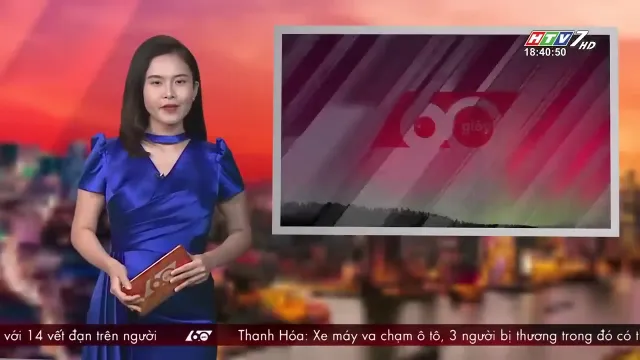 HTV7 HD
18:40:50
60 giây
với 14 vết đạn trên người 60 Thanh Hóa: Xe máy va chạm ô tô, 3 người bị thương trong đó có t